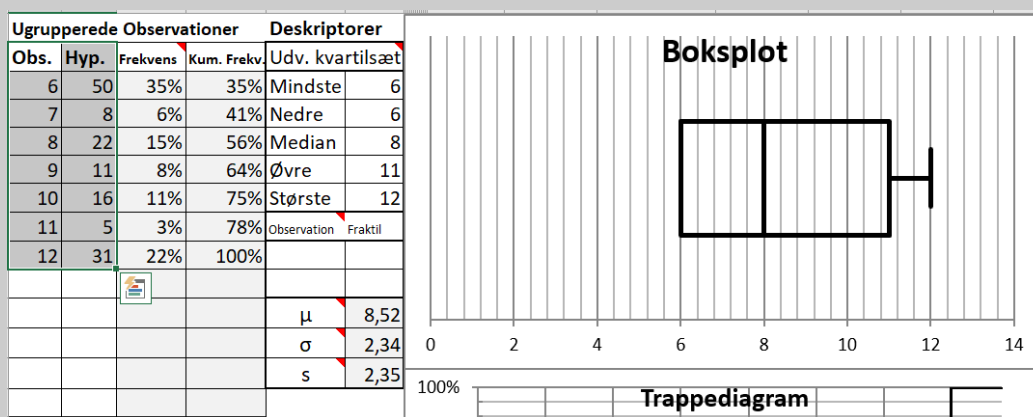 Ugrupperede Observationer Deskriptorer
Obs. Hyp. Frekvens Kum. Frekv. Udv. kvartilsæt
6 50 35% 35% Mindste 6
7 8 6% 41% Nedre 6
8 22 15% 56% Median 8
9 11 8% 64% Øvre 11
10 16 11% 75% Største 12
11 5 3% 78% Observation Fraktil
12 31 22% 100%
μ 8,52
σ 2,34
s 2,35
Boksplot
0 2 4 6 8 10 12 14
100% Trappediagram